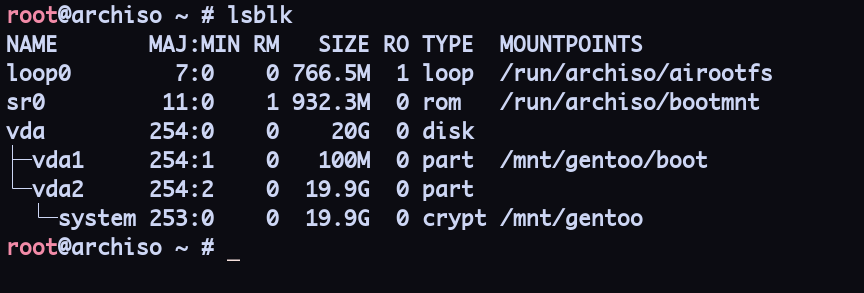 root@archiso ~ # lsblk
NAME       MAJ:MIN RM   SIZE RO TYPE  MOUNTPOINTS
loop0        7:0    0 766.5M  1 loop  /run/archiso/airootfs
sr0         11:0    1 932.3M  0 rom   /run/archiso/bootmnt
vda        254:0    0    20G  0 disk
├─vda1     254:1    0   100M  0 part  /mnt/gentoo/boot
└─vda2     254:2    0  19.9G  0 part
  └─system 253:0    0  19.9G  0 crypt /mnt/gentoo
root@archiso ~ # _